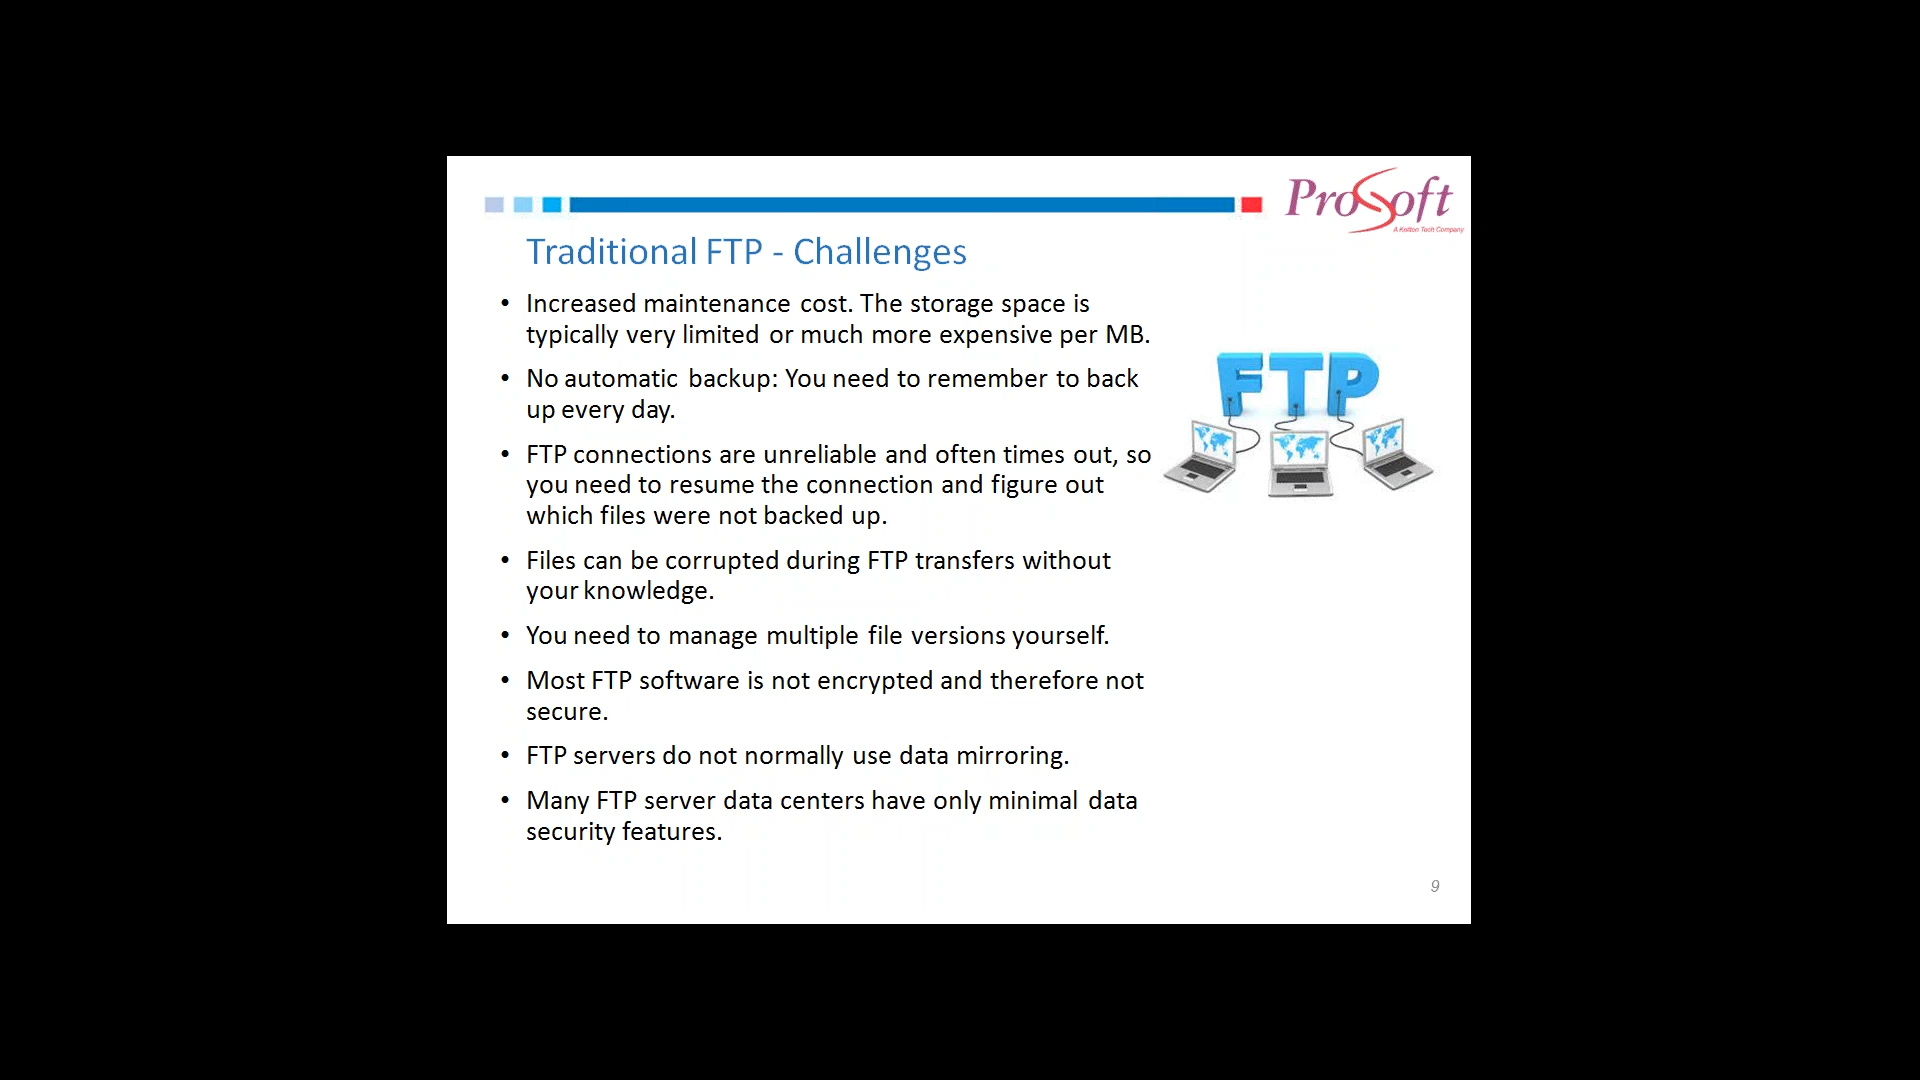 ProSoft
A Kellton Tech Company
Traditional FTP - Challenges
• Increased maintenance cost. The storage space is
typically very limited or much more expensive per MB.
• No automatic backup: You need to remember to back
up every day.
• FTP connections are unreliable and often times out, so
you need to resume the connection and figure out
which files were not backed up.
• Files can be corrupted during FTP transfers without
your knowledge.
• You need to manage multiple file versions yourself.
• Most FTP software is not encrypted and therefore not
secure.
• FTP servers do not normally use data mirroring.
• Many FTP server data centers have only minimal data
security features.
FTP
9